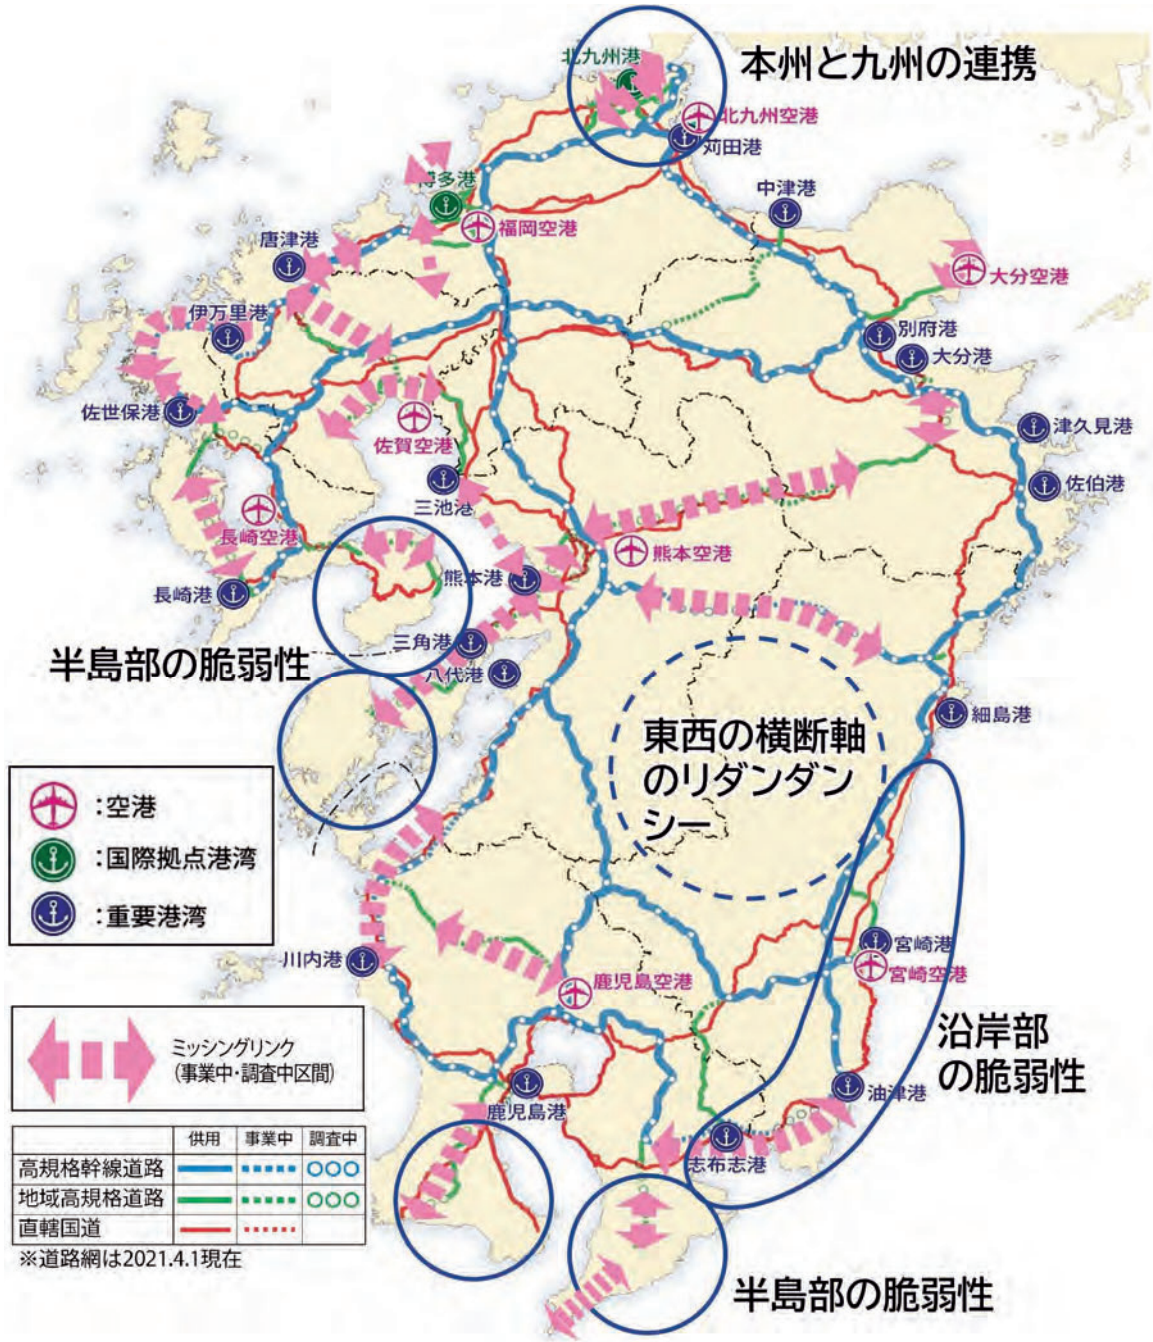 北九州港
本州と九州の連携
北九州空港
苅田港
博多港
中津港
福岡空港
唐津港
大分空港
伊万里港
別府港
大分港
佐世保港
佐賀空港
津久見港
三池港
佐伯港
長崎空港
熊本空港
熊本港
長崎港
三角港
半島部の脆弱性
八代港
細島港
東西の横断軸
のリダンダン
シー
:空港
:国際拠点港湾
:重要港湾
宮崎港
川内港
宮崎空港
鹿児島空港
沿岸部
の脆弱性
ミッシングリンク
(事業中・調査中区間)
油津港
鹿児島港
志布志港
供用 事業中 調査中
高規格幹線道路
地域高規格道路
直轄国道
※道路網は2021.4.1現在
半島部の脆弱性